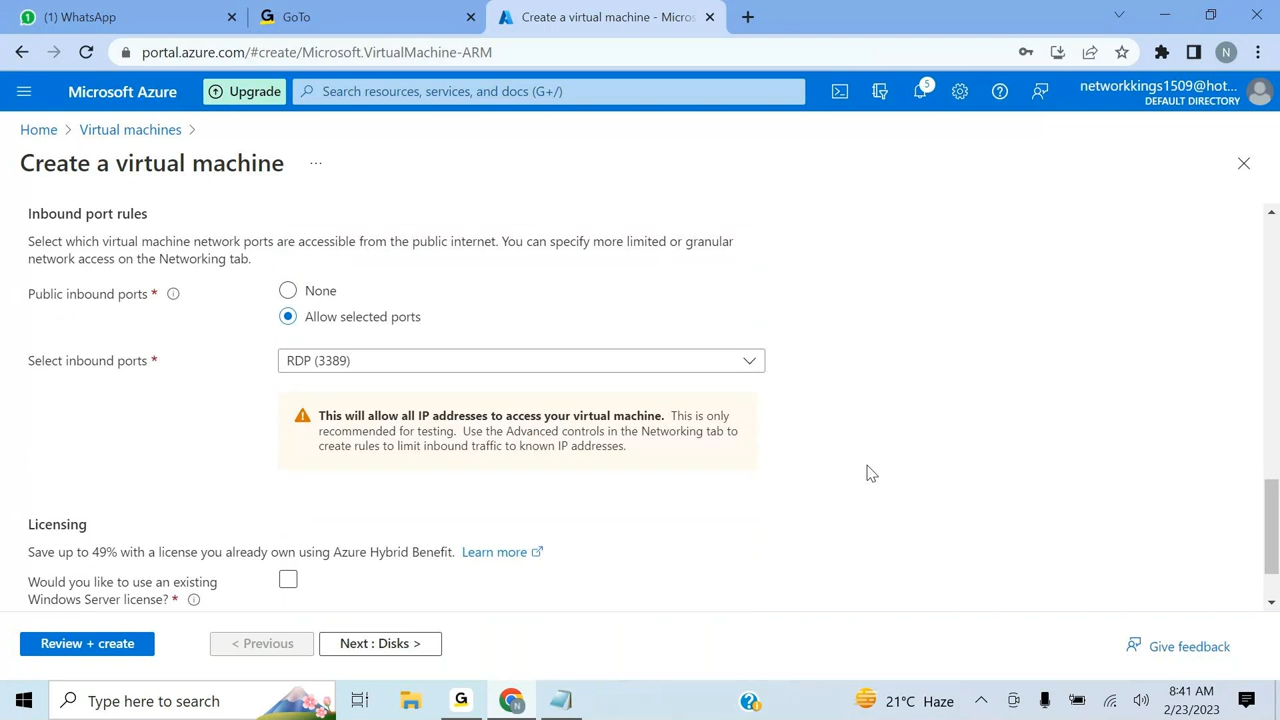 (1) WhatsApp
GoTo
Create a virtual machine - Micros
portal.azure.com/#create/Microsoft.VirtualMachine-ARM
N
Microsoft Azure
Upgrade
Search resources, services, and docs (G+/)
5
networkkings1509@hot...
DEFAULT DIRECTORY
Home > Virtual machines >
Create a virtual machine ...
Inbound port rules
Select which virtual machine network ports are accessible from the public internet. You can specify more limited or granular
network access on the Networking tab.
Public inbound ports *
None
Allow selected ports
Select inbound ports *
RDP (3389)
This will allow all IP addresses to access your virtual machine. This is only
recommended for testing. Use the Advanced controls in the Networking tab to
create rules to limit inbound traffic to known IP addresses.
Licensing
Save up to 49% with a license you already own using Azure Hybrid Benefit. Learn more
Would you like to use an existing
Windows Server license? *
Review + create
< Previous
Next : Disks >
Give feedback
Type here to search
21°C Haze
8:41 AM
2/23/2023